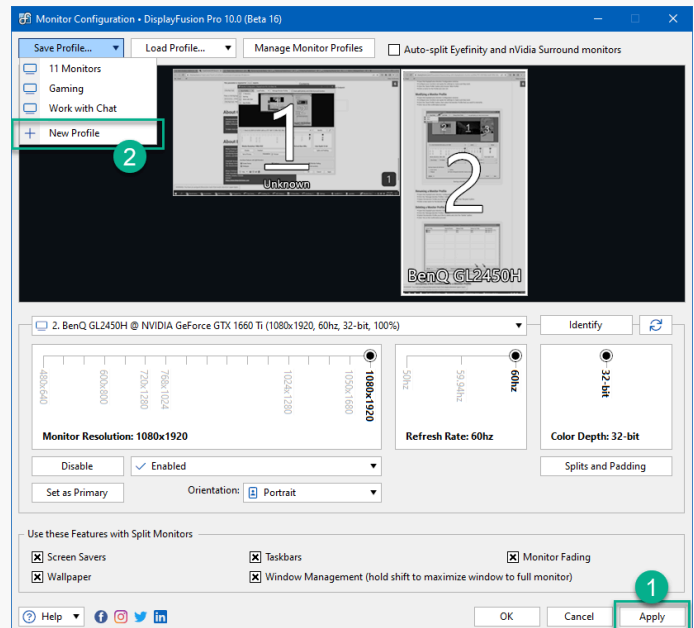 Monitor Configuration • DisplayFusion Pro 10.0 (Beta 16)
Save Profile... Load Profile... Manage Monitor Profiles Auto-split Eyefinity and nVidia Surround monitors
11 Monitors
Gaming
Work with Chat
New Profile
2
1
Unknown
1
2
BenQ GL2450H
2. BenQ GL2450H @ NVIDIA GeForce GTX 1660 Ti (1080x1920, 60hz, 32-bit, 100%) Identify
480x640 600x800 720x1280 768x1024 1024x1280 1050x1680 1080x1920
Monitor Resolution: 1080x1920
50hz 59.94hz 60hz
Refresh Rate: 60hz
32-bit
Color Depth: 32-bit
Disable Enabled Splits and Padding
Set as Primary Orientation: Portrait
Use these Features with Split Monitors
Screen Savers Taskbars Monitor Fading
Wallpaper Window Management (hold shift to maximize window to full monitor)
1
Help OK Cancel Apply